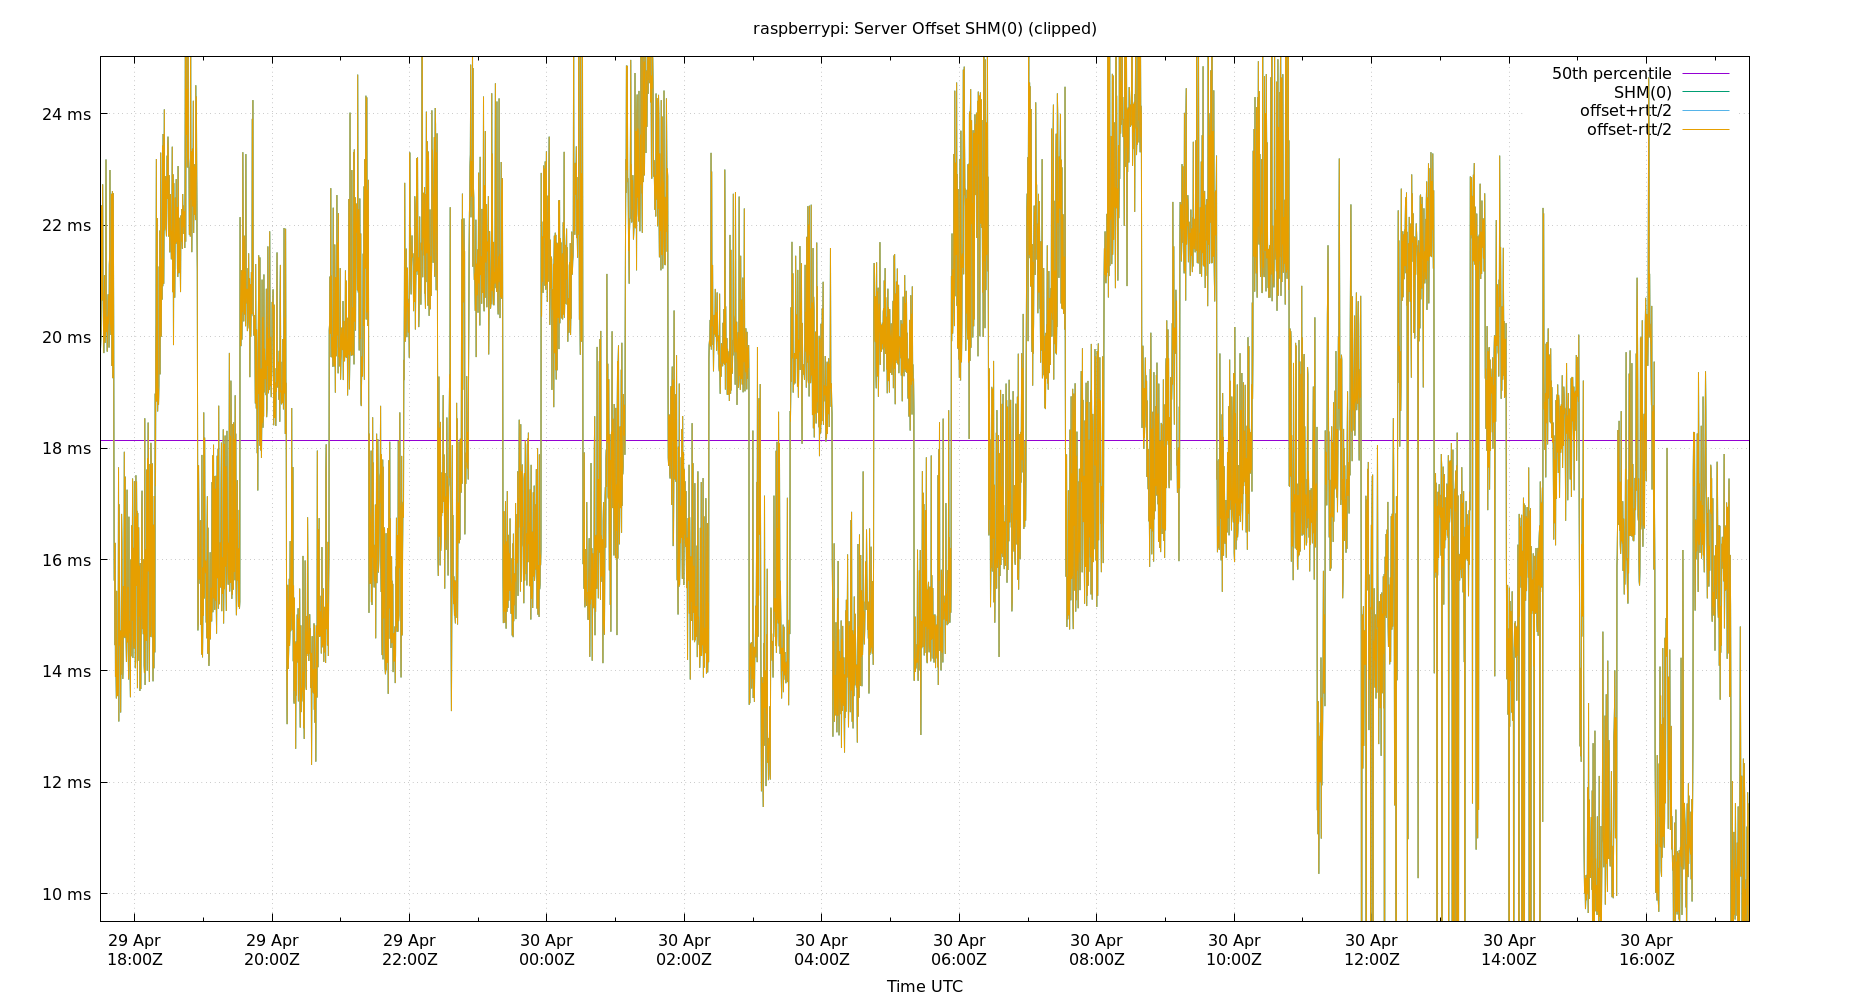 raspberrypi: Server Offset SHM(0) (clipped)
50th percentile
SHM(0)
offset+rtt/2
offset-rtt/2
24 ms
22 ms
20 ms
18 ms
16 ms
14 ms
12 ms
10 ms
29 Apr 29 Apr 29 Apr 30 Apr 30 Apr 30 Apr 30 Apr 30 Apr 30 Apr 30 Apr 30 Apr 30 Apr
18:00Z 20:00Z 22:00Z 00:00Z 02:00Z 04:00Z 06:00Z 08:00Z 10:00Z 12:00Z 14:00Z 16:00Z
Time UTC